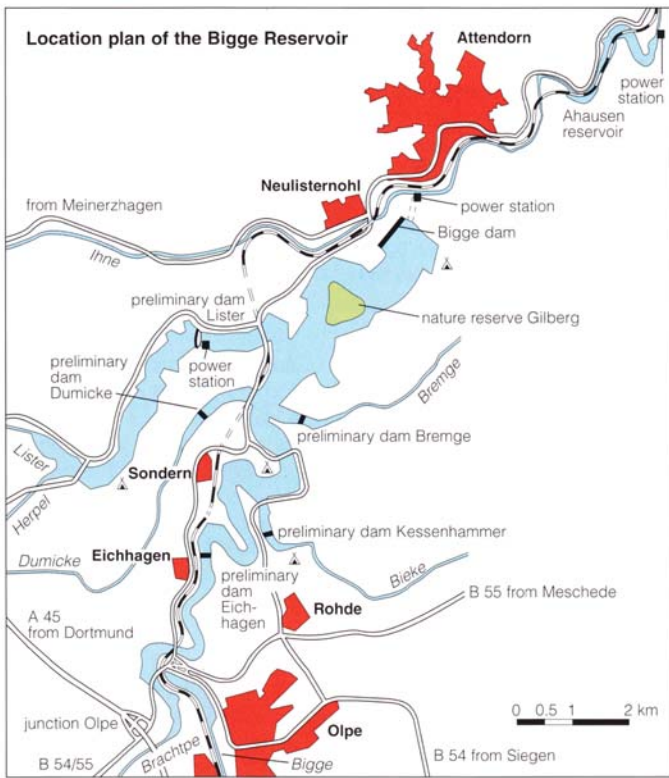 Location plan of the Bigge Reservoir
Attendorn
power
station
Ahausen
reservoir
Neulisternohl
from Meinerzhagen
power station
Ihne
Bigge dam
preliminary dam
Lister
nature reserve Gilberg
preliminary
dam
Dumicke
power
station
Bremge
preliminary dam Bremge
Lister
Herpel
Sondern
preliminary dam Kessenhammer
Eichhagen
Dumicke
preliminary
dam
Eich-
hagen
Bieke
B 55 from Meschede
A 45
from Dortmund
Rohde
0 0.5 1 2 km
junction Olpe
Olpe
B 54/55
Brachtpe
Bigge
B 54 from Siegen